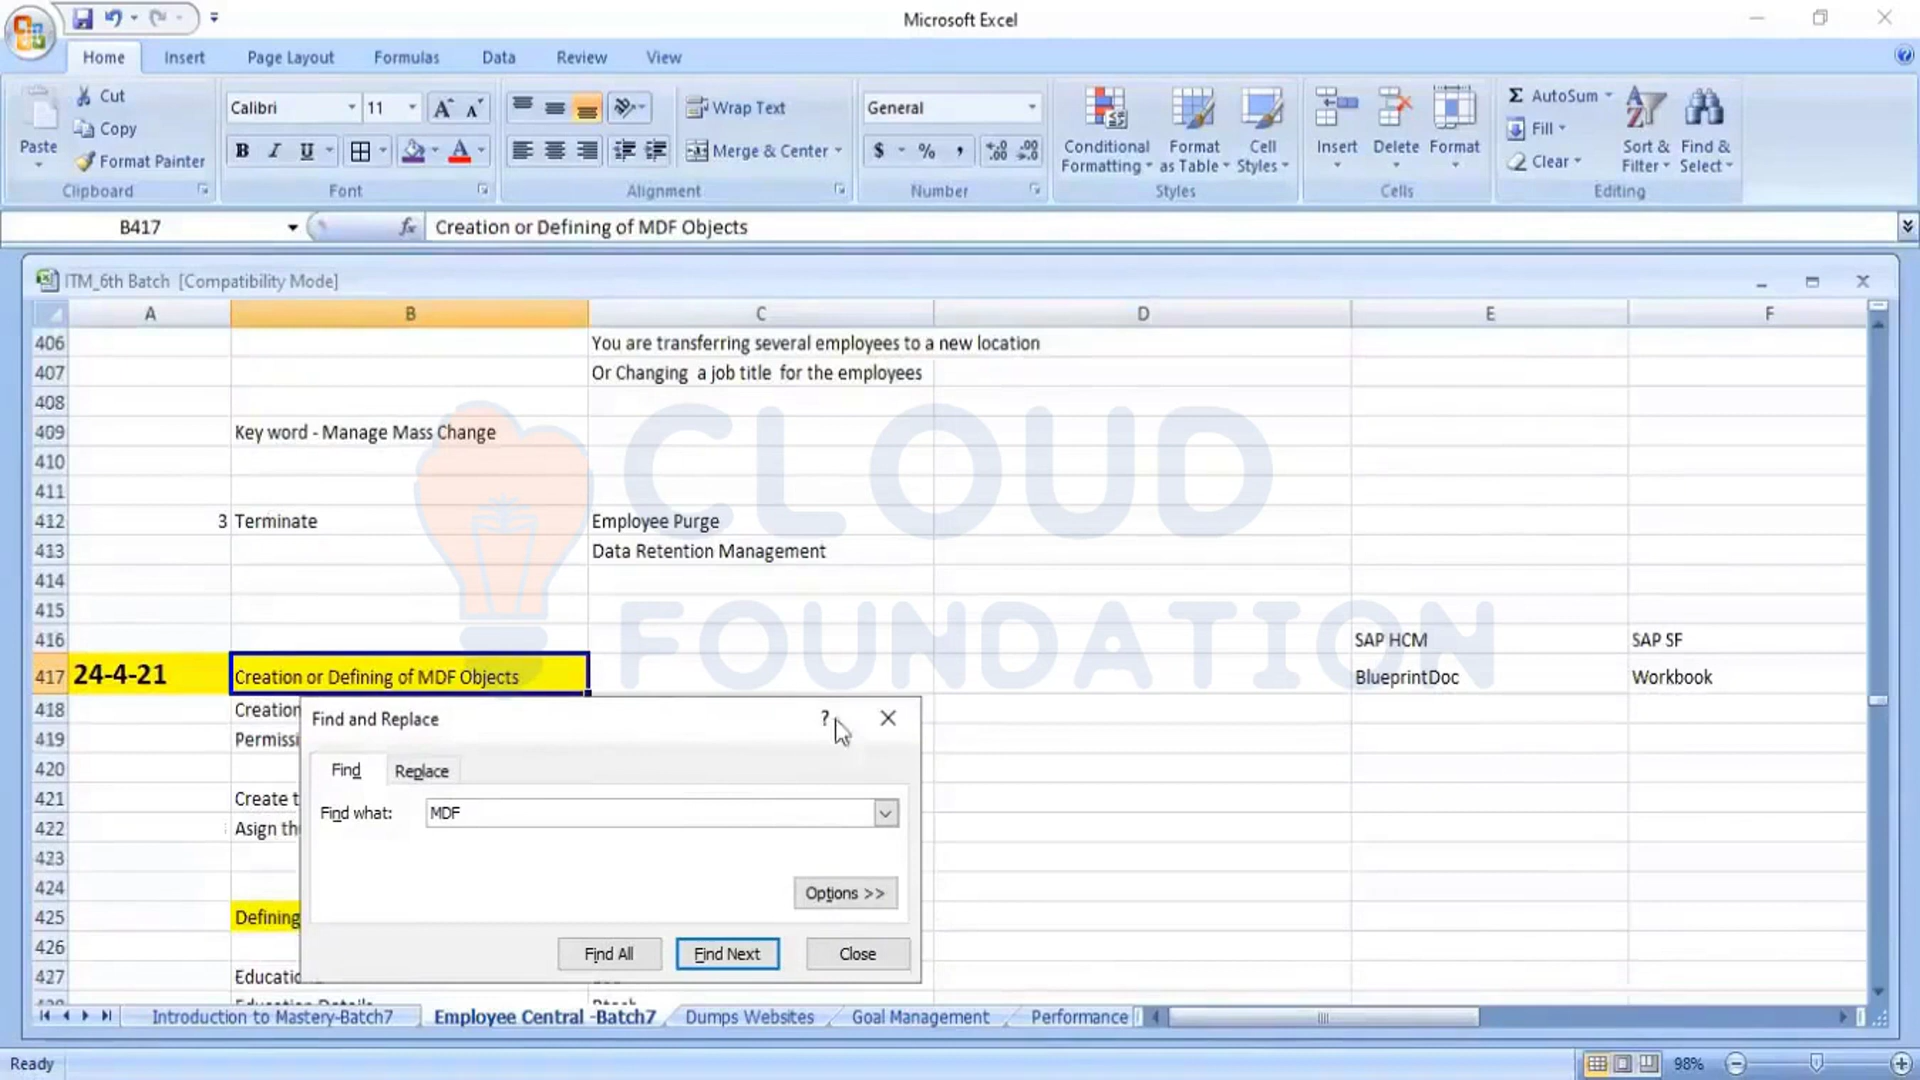 Microsoft Excel
Home Insert Page Layout Formulas Data Review View
Paste
Cut
Copy
Format Painter
Clipboard
Calibri 11
B I U
Font
Wrap Text
Merge & Center
Alignment
General
$ % ,
Number
Conditional Formatting
Format as Table
Cell Styles
Styles
Insert Delete Format
Cells
Σ AutoSum
Fill
Clear
Sort & Filter
Find & Select
Editing
B417 fx Creation or Defining of MDF Objects
ITM_6th Batch [Compatibility Mode]
A B C D E F
406 You are transferring several employees to a new location
407 Or Changing a job title for the employees
408
409 Key word - Manage Mass Change
410
411
412 3 Terminate Employee Purge
413 Data Retention Management
414
415
416 SAP HCM SAP SF
417 24-4-21 Creation or Defining of MDF Objects BlueprintDoc Workbook
418 Creation
419 Permissi
420
421 Create t
422 Asign th
423
424
425 Defining
426
427 Educatio
CLOUD
FOUNDATION
Find and Replace ?
Find Replace
Find what: MDF
Options >>
Find All Find Next Close
Education Details
Introduction to Mastery-Batch7 Employee Central -Batch7 Dumps Websites Goal Management Performance
Ready 98%